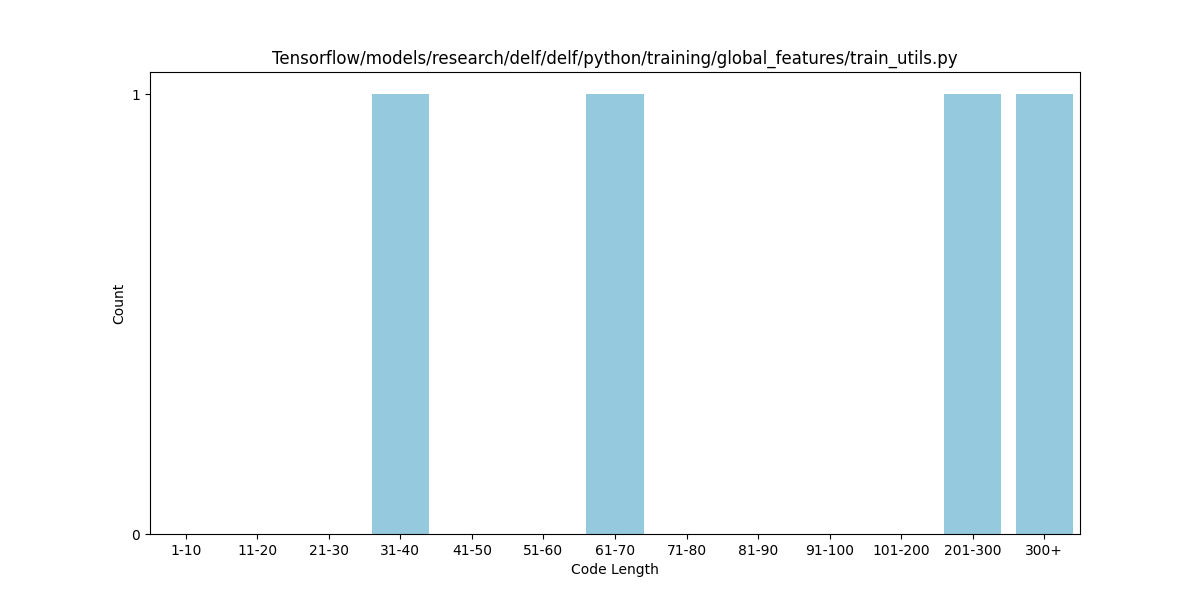 Tensorflow/models/research/delf/delf/python/training/global_features/train_utils.py
1
Count
0
1-10 11-20 21-30 31-40 41-50 51-60 61-70 71-80 81-90 91-100 101-200 201-300 300+
Code Length